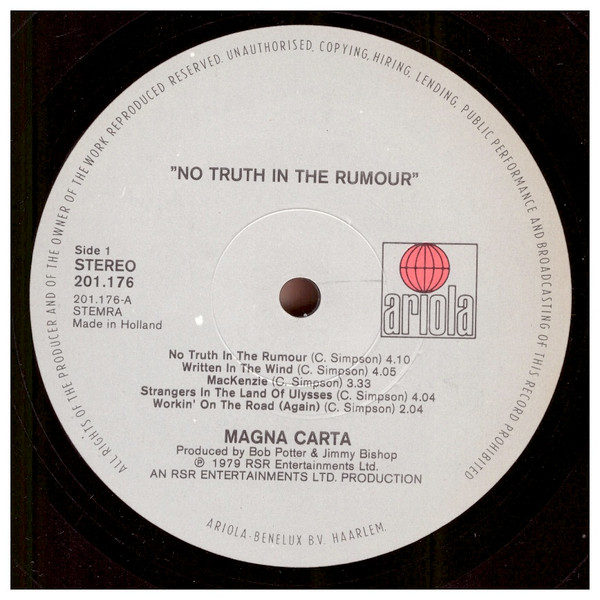 ALL RIGHTS OF THE PRODUCER AND OF THE OWNER OF THE WORK REPRODUCED RESERVED. UNAUTHORISED, COPYING, HIRING, LENDING, PUBLIC PERFORMANCE AND BROADCASTING OF THIS RECORD PROHIBITED
"NO TRUTH IN THE RUMOUR"
Side 1
STEREO
201.176
201.176-A
STEMRA
Made in Holland
ariola
No Truth In The Rumour (C. Simpson) 4.10
Written In The Wind (C. Simpson) 4.05
MacKenzie (C. Simpson) 3.33
Strangers In The Land Of Ulysses (C. Simpson) 4.04
Workin' On The Road (Again) (C. Simpson) 2.04
MAGNA CARTA
Produced by Bob Potter & Jimmy Bishop
℗ 1979 RSR Entertainments Ltd.
AN RSR ENTERTAINMENTS LTD. PRODUCTION
ARIOLA-BENELUX B.V. HAARLEM.